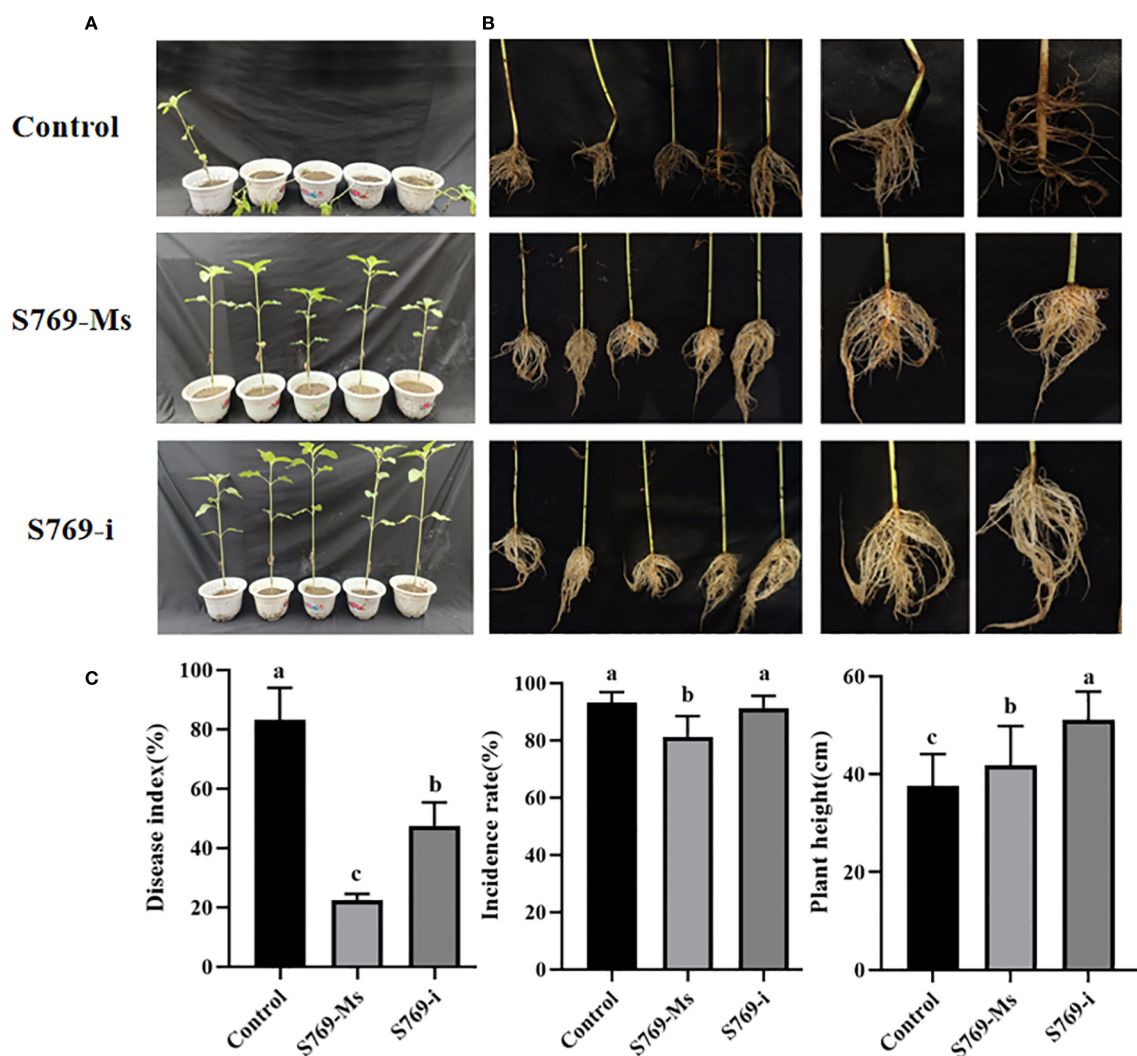 A
B
Control
S769-Ms
S769-i
C
Disease index(%)
100
80
60
40
20
0
a
c
b
Control
S769-Ms
S769-i
Incidence rate(%)
100
80
60
40
20
0
a
b
a
Control
S769-Ms
S769-i
Plant height(cm)
60
40
20
0
c
b
a
Control
S769-Ms
S769-i